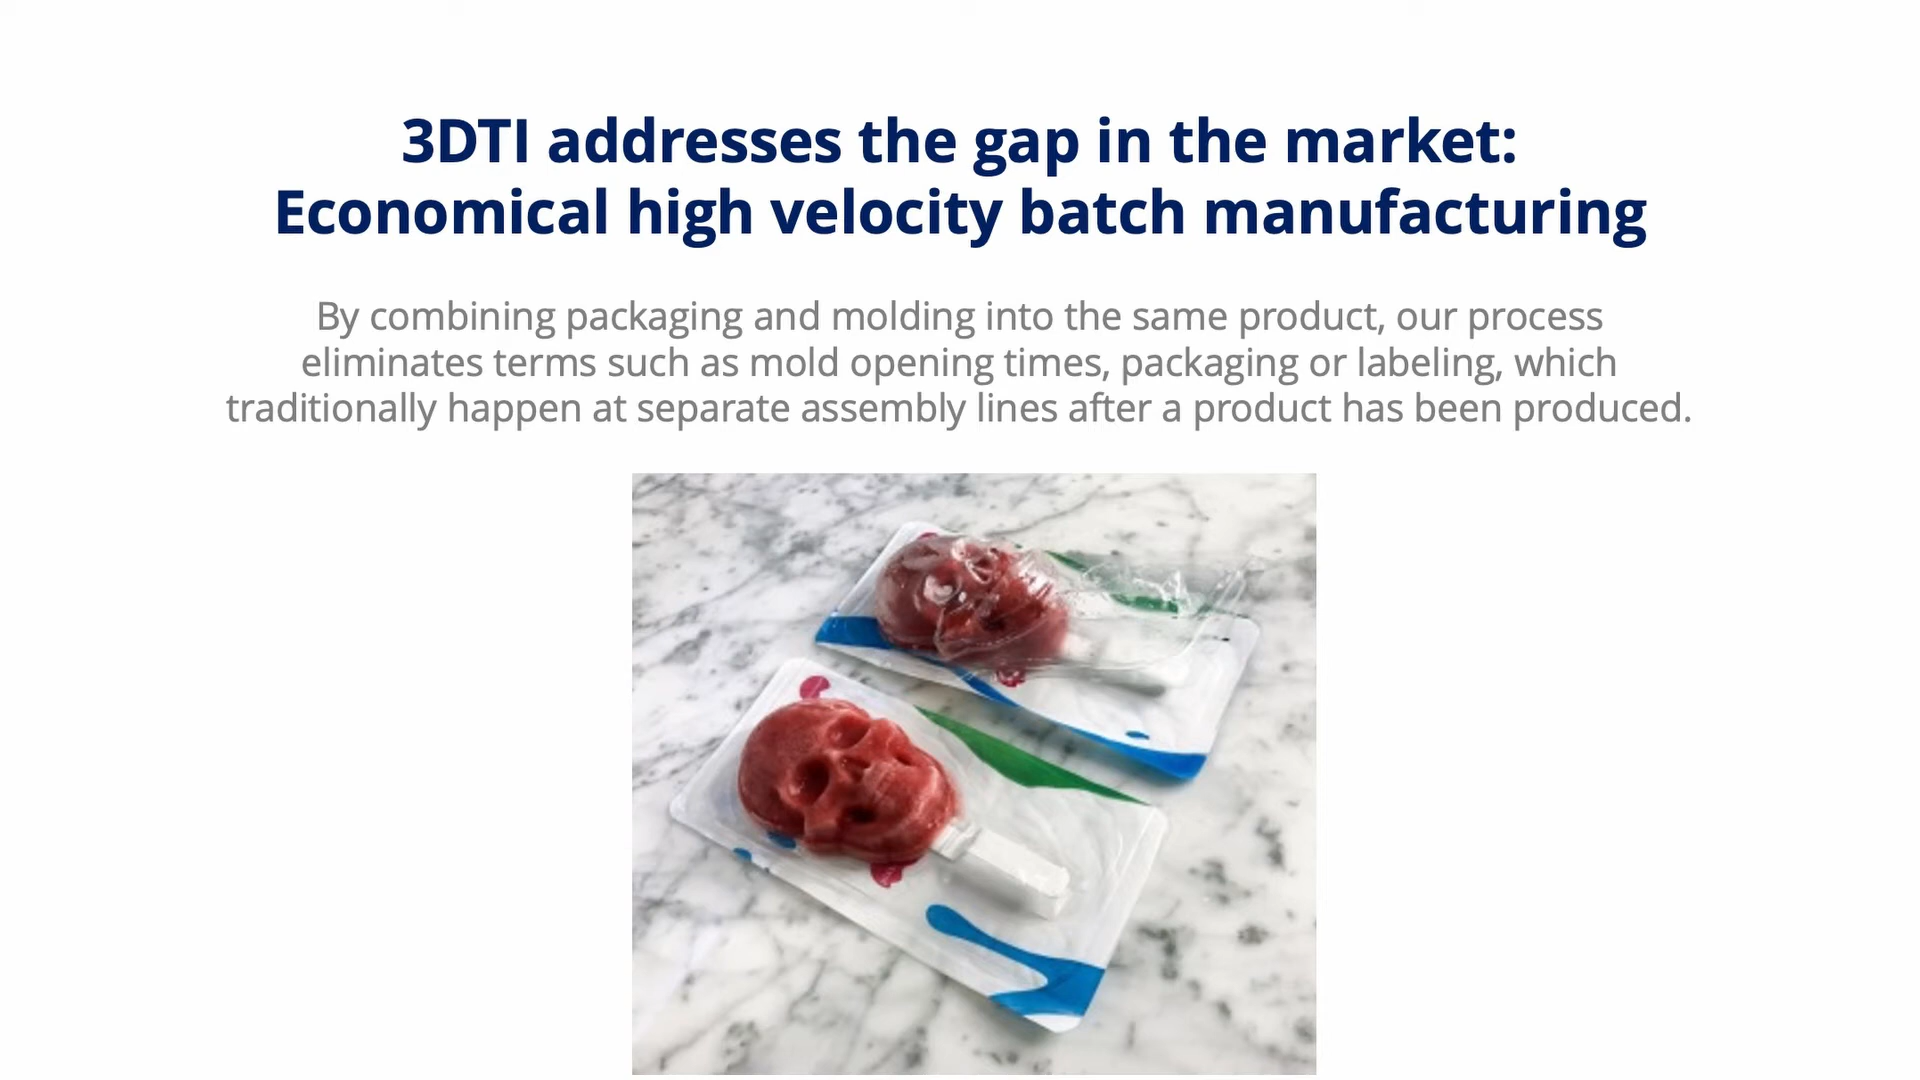 3DTI addresses the gap in the market:
Economical high velocity batch manufacturing
By combining packaging and molding into the same product, our process
eliminates terms such as mold opening times, packaging or labeling, which
traditionally happen at separate assembly lines after a product has been produced.